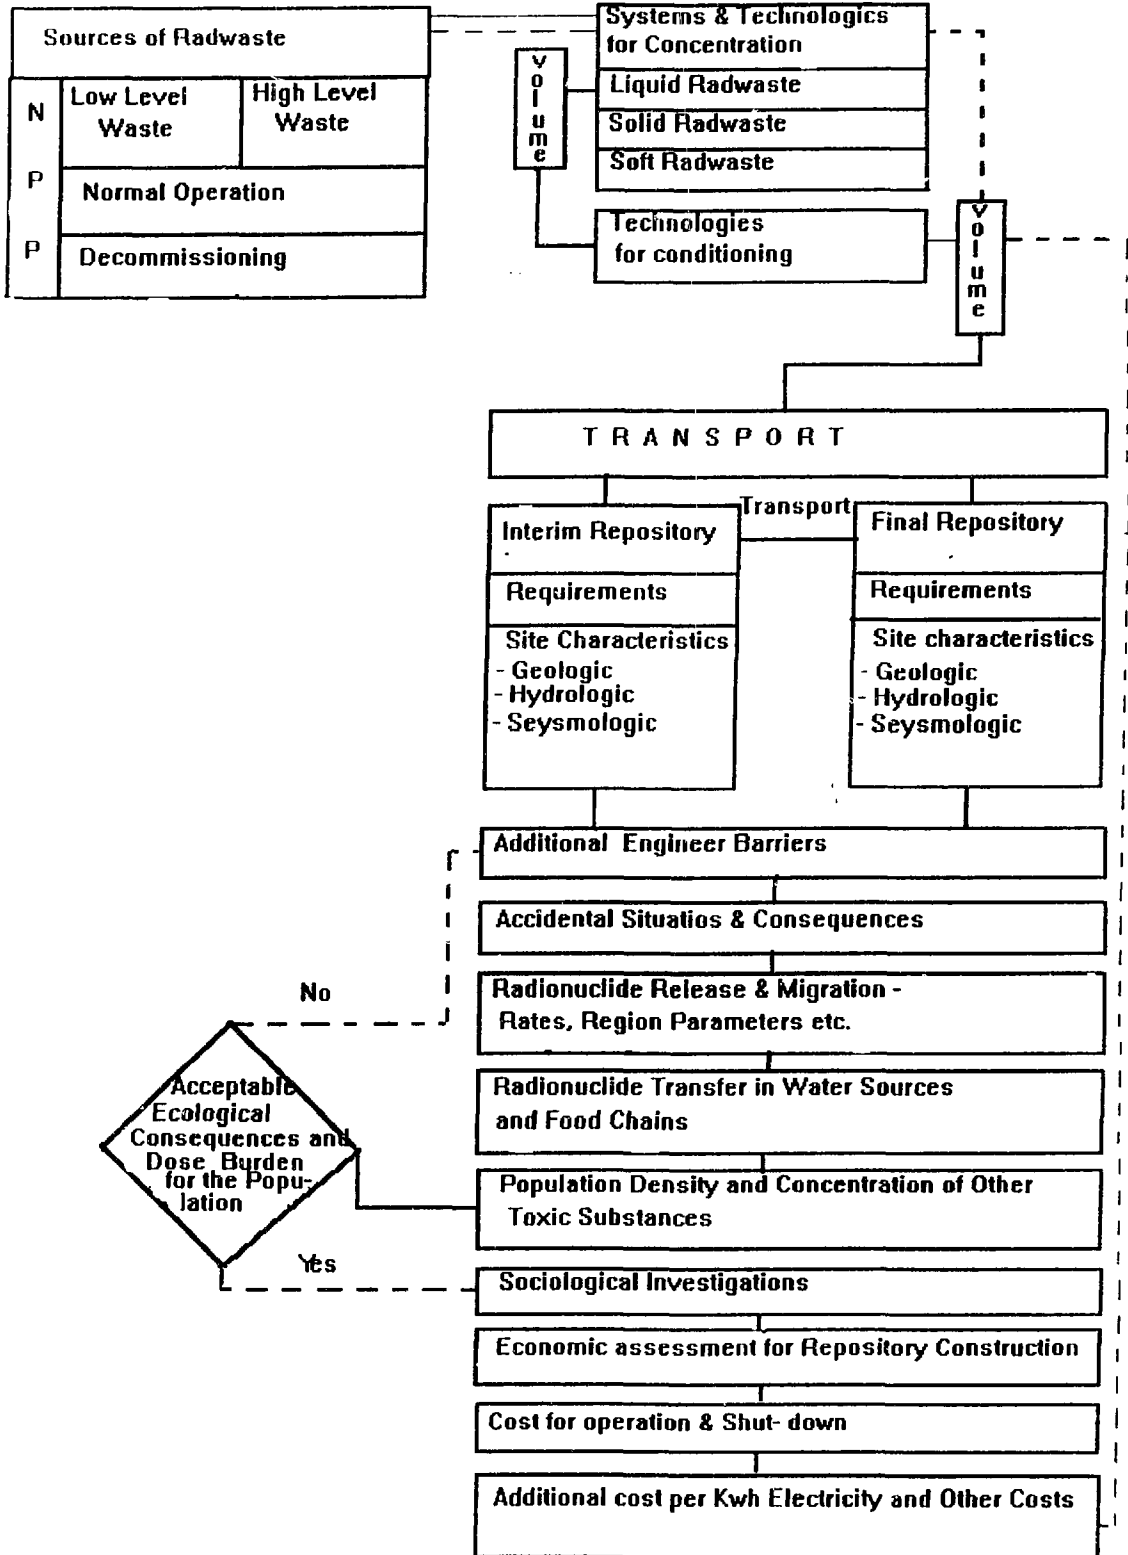 Sources of Radwaste
N
P
P
Low Level
Waste
High Level
Waste
Normal Operation
Decommissioning
Volume
Systems & Technologics
for Concentration
Liquid Radwaste
Solid Radwaste
Soft Radwaste
Technologies
for conditioning
Volume
T R A N S P O R T
Transport
Interim Repository
Requirements
Site Characteristics
- Geologic
- Hydrologic
- Seysmologic
Final Repository
Requirements
Site characteristics
- Geologic
- Hydrologic
- Seysmologic
Additional Engineer Barriers
Accidental Situatios & Consequences
Radionuclide Release & Migration -
Rates, Region Parameters etc.
Radionuclide Transfer in Water Sources
and Food Chains
Population Density and Concentration of Other
Toxic Substances
No
Acceptable
Ecological
Consequences and
Dose Burden
for the Popu-
lation
Yes
Sociological Investigations
Economic assessment for Repository Construction
Cost for operation & Shut- down
Additional cost per Kwh Electricity and Other Costs